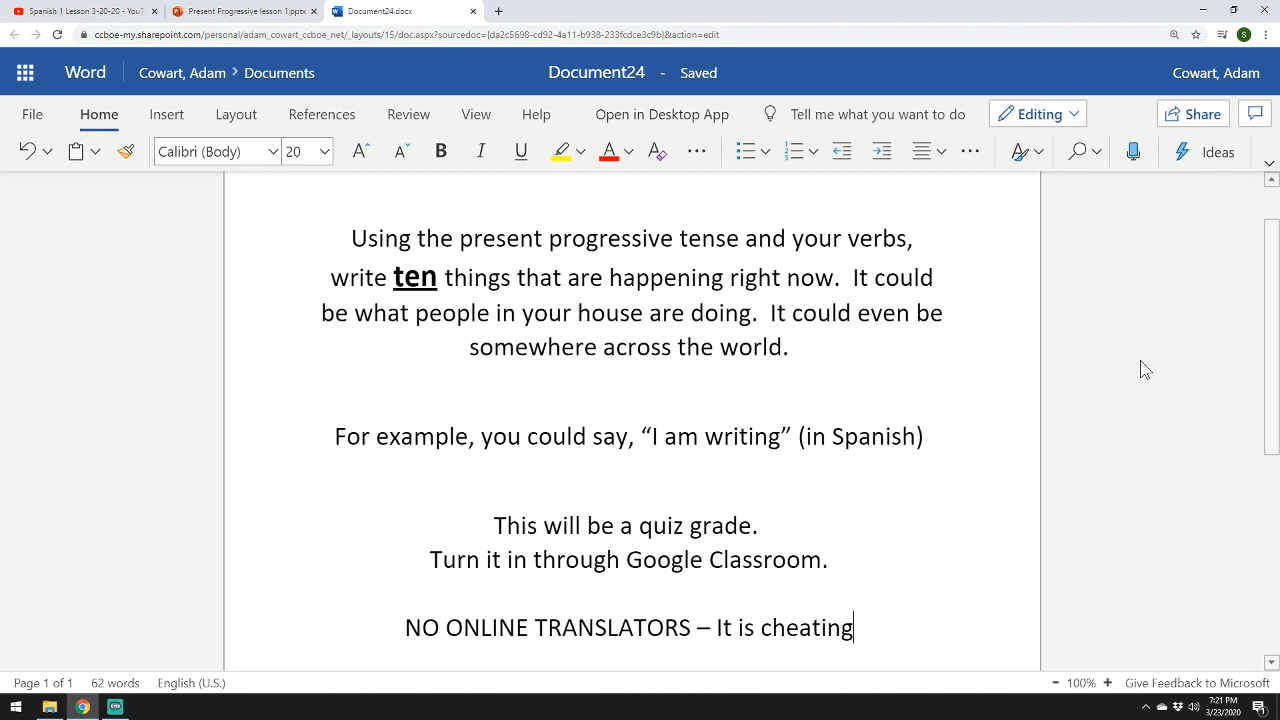 Spanish 1 Lesson 3-20-20 - YouT
Present Progressive lesson 1.pptx
Document24.docx
ccboe-my.sharepoint.com/personal/adam_cowart_ccboe_net/_layouts/15/doc.aspx?sourcedoc={da2c5698-cd92-4a11-b938-233fcdce3c9b}&action=edit
S
Word
Cowart, Adam > Documents
Document24 - Saved
Cowart, Adam
File Home Insert Layout References Review View Help Open in Desktop App Tell me what you want to do Editing Share
Calibri (Body) 20 A A B I U A A Ideas
Using the present progressive tense and your verbs,
write ten things that are happening right now. It could
be what people in your house are doing. It could even be
somewhere across the world.
For example, you could say, “I am writing” (in Spanish)
This will be a quiz grade.
Turn it in through Google Classroom.
NO ONLINE TRANSLATORS – It is cheating
Page 1 of 1 62 words English (U.S.) - 100% + Give Feedback to Microsoft
7:21 PM
3/23/2020